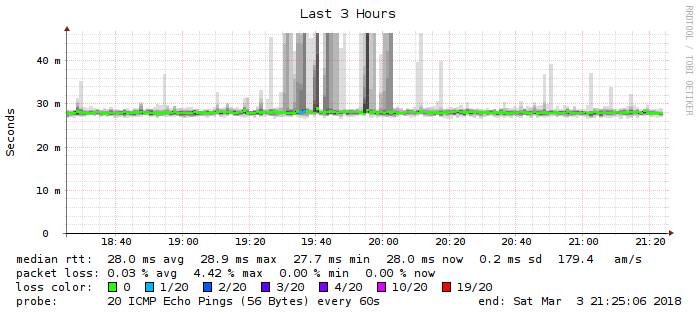 Last 3 Hours
RRDTOOL / TOBI OETIKER
Seconds
40 m
30 m
20 m
10 m
0
18:40 19:00 19:20 19:40 20:00 20:20 20:40 21:00 21:20
median rtt: 28.0 ms avg 28.9 ms max 27.7 ms min 28.0 ms now 0.2 ms sd 179.4 am/s
packet loss: 0.03 % avg 4.42 % max 0.00 % min 0.00 % now
loss color: 0 1/20 2/20 3/20 4/20 10/20 19/20
probe: 20 ICMP Echo Pings (56 Bytes) every 60s end: Sat Mar 3 21:25:06 2018